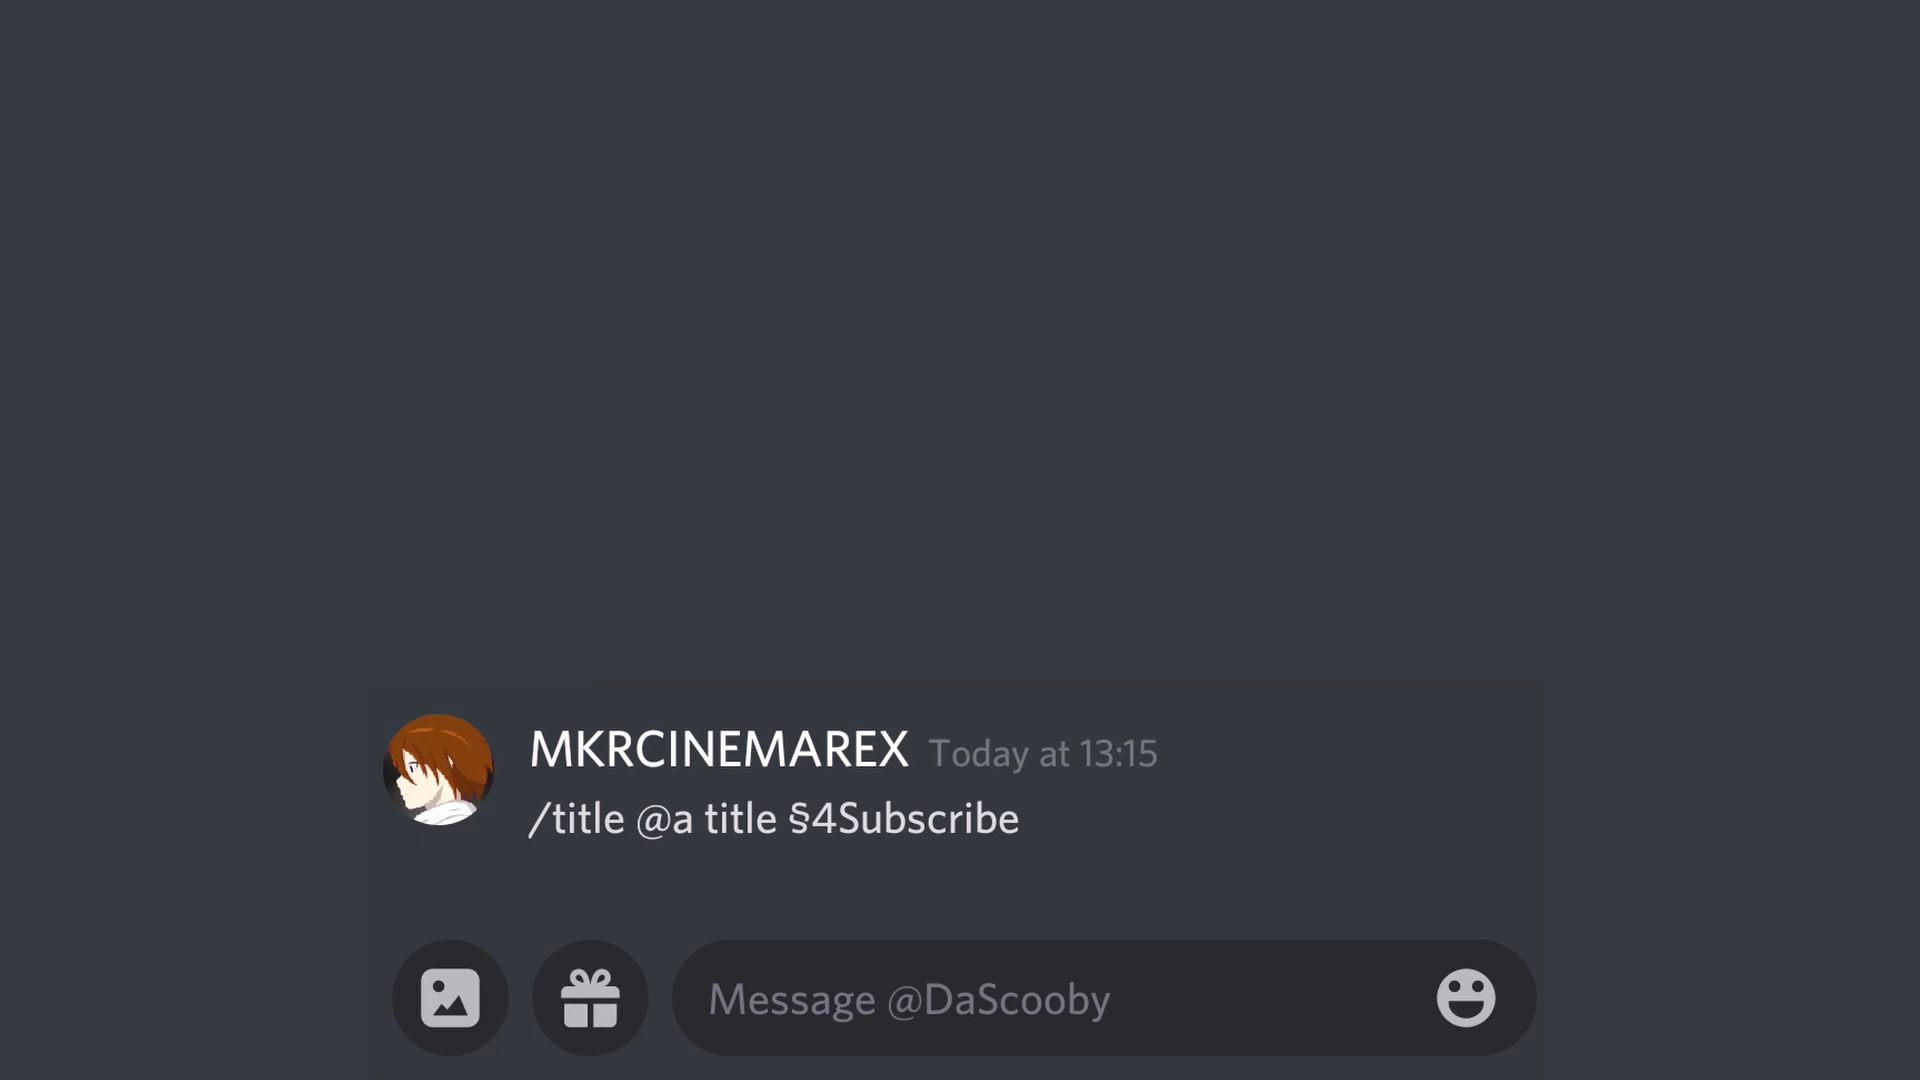 MKRCINEMAREX Today at 13:15
/title @a title §4Subscribe
Message @DaScooby